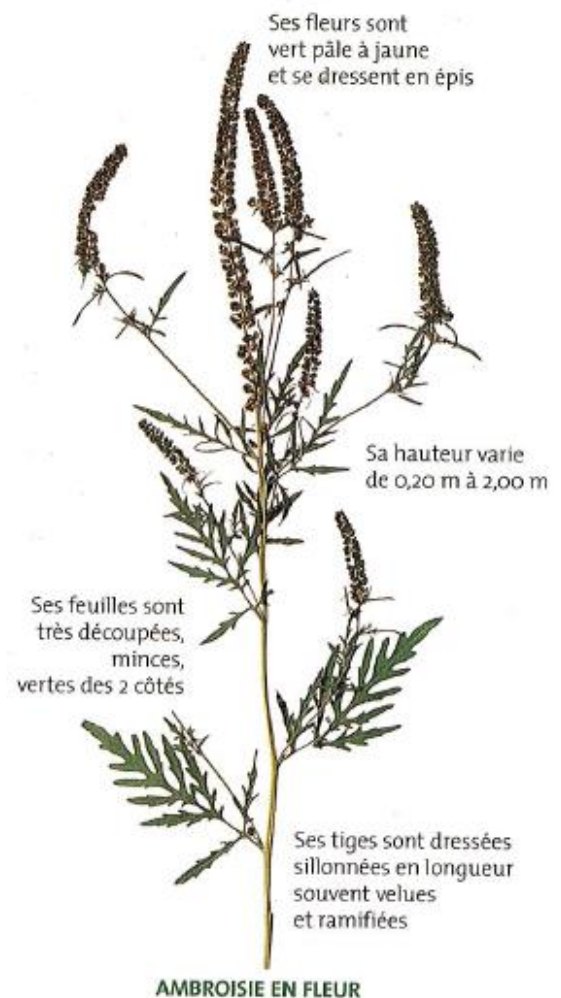 Ses fleurs sont
vert pâle à jaune
et se dressent en épis
Sa hauteur varie
de 0,20 m à 2,00 m
Ses feuilles sont
très découpées,
minces,
vertes des 2 côtés
Ses tiges sont dressées
sillonnées en longueur
souvent velues
et ramifiées
AMBROISIE EN FLEUR